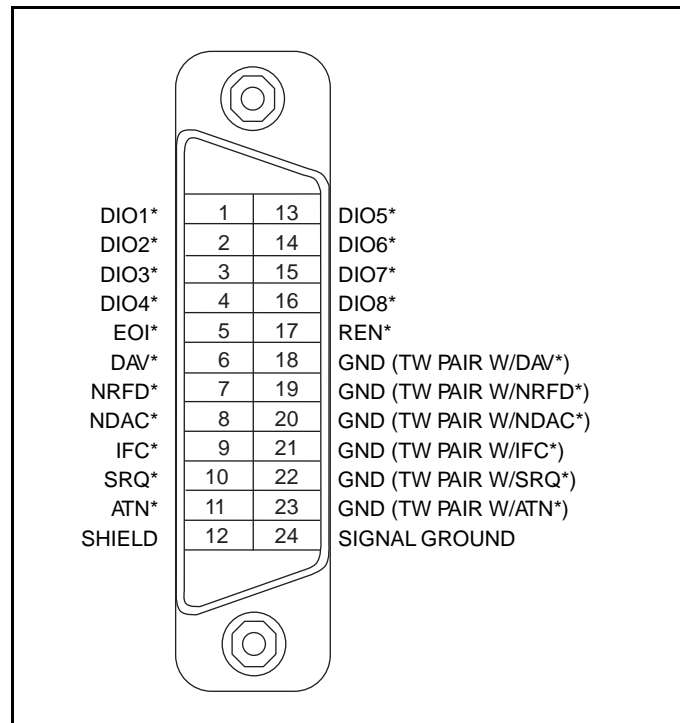 DIO1* 1 13 DIO5*
DIO2* 2 14 DIO6*
DIO3* 3 15 DIO7*
DIO4* 4 16 DIO8*
EOI* 5 17 REN*
DAV* 6 18 GND (TW PAIR W/DAV*)
NRFD* 7 19 GND (TW PAIR W/NRFD*)
NDAC* 8 20 GND (TW PAIR W/NDAC*)
IFC* 9 21 GND (TW PAIR W/IFC*)
SRQ* 10 22 GND (TW PAIR W/SRQ*)
ATN* 11 23 GND (TW PAIR W/ATN*)
SHIELD 12 24 SIGNAL GROUND